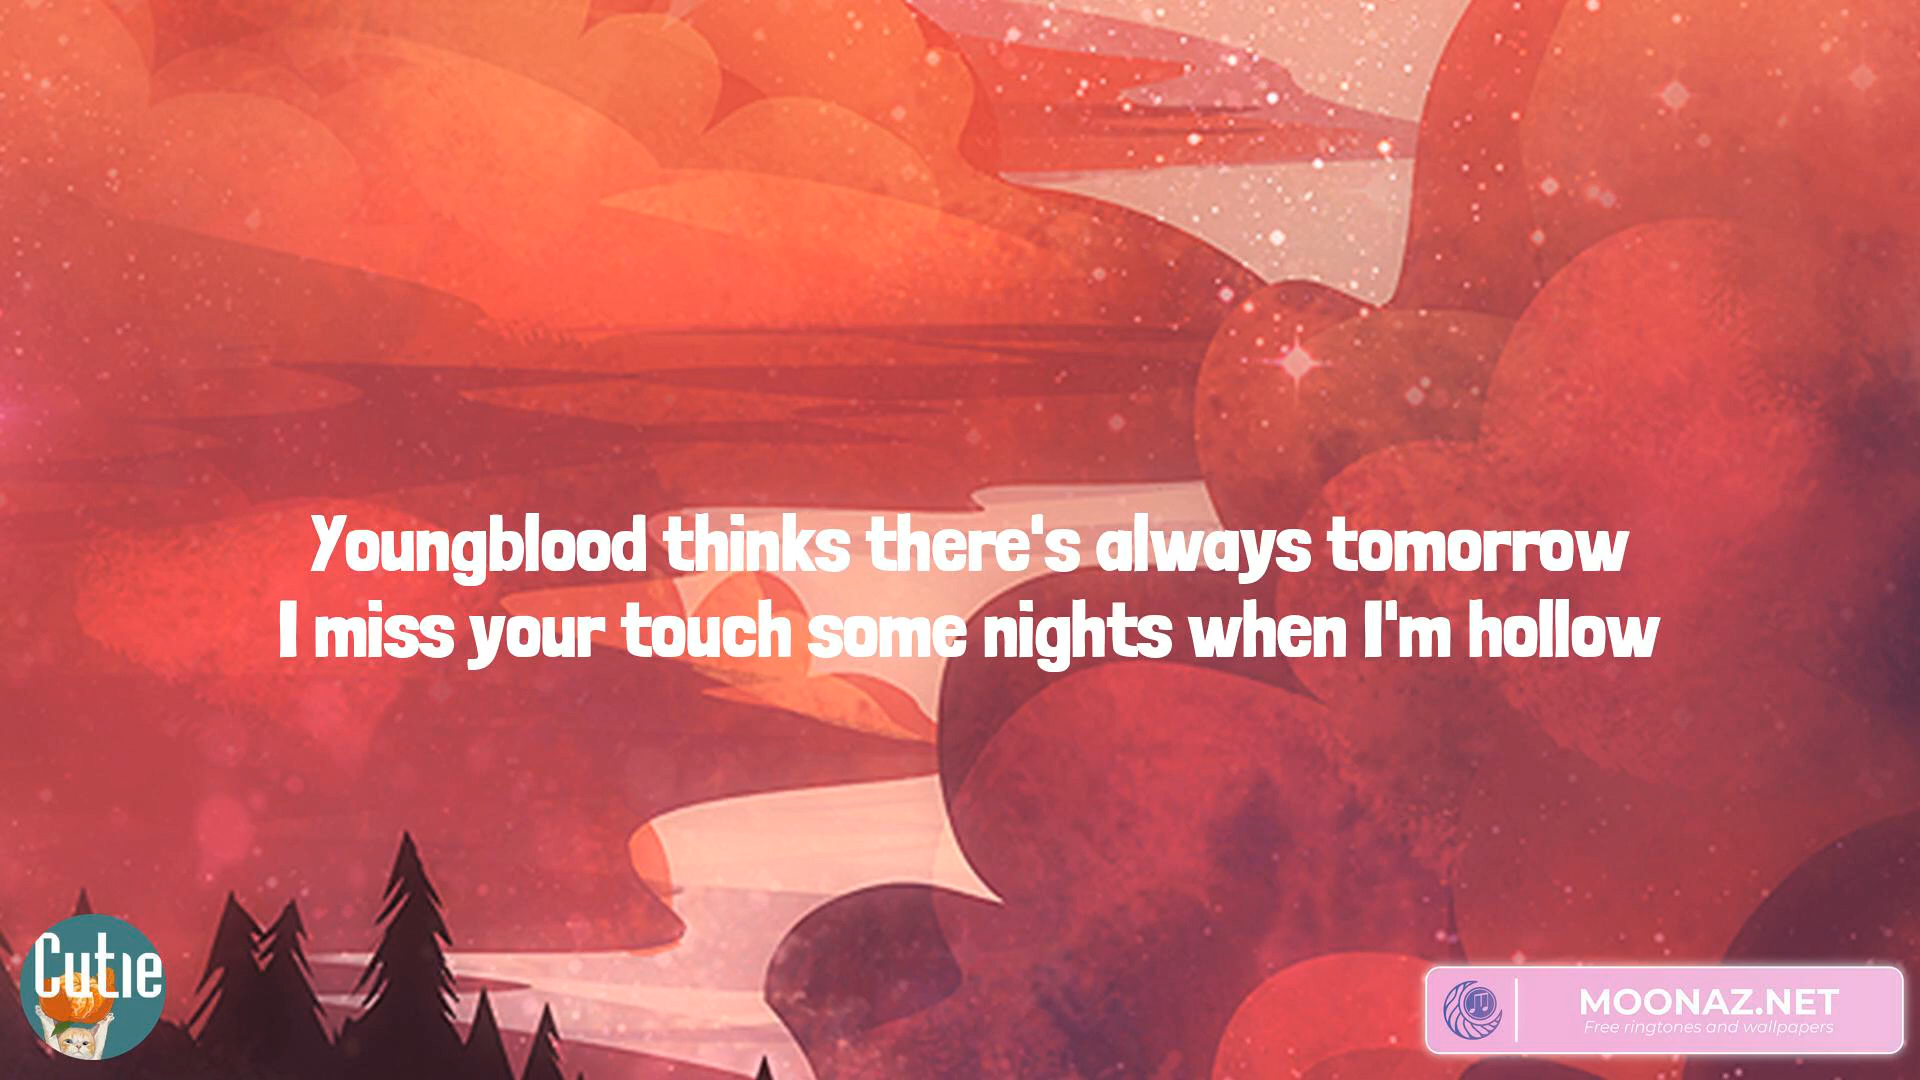 Youngblood thinks there's always tomorrow
I miss your touch some nights when I'm hollow
Cutie
MOONAZ.NET
Free ringtones and wallpapers